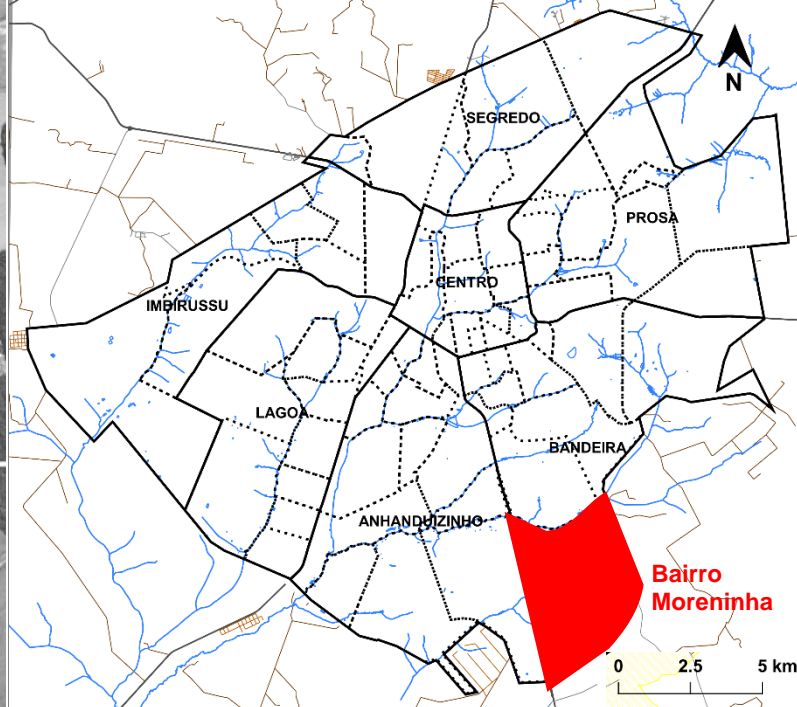 N
SEGREDO
PROSA
CENTRO
IMBIRUSSU
LAGOA
BANDEIRA
ANHANDUIZINHO
Bairro
Moreninha
0 2.5 5 km